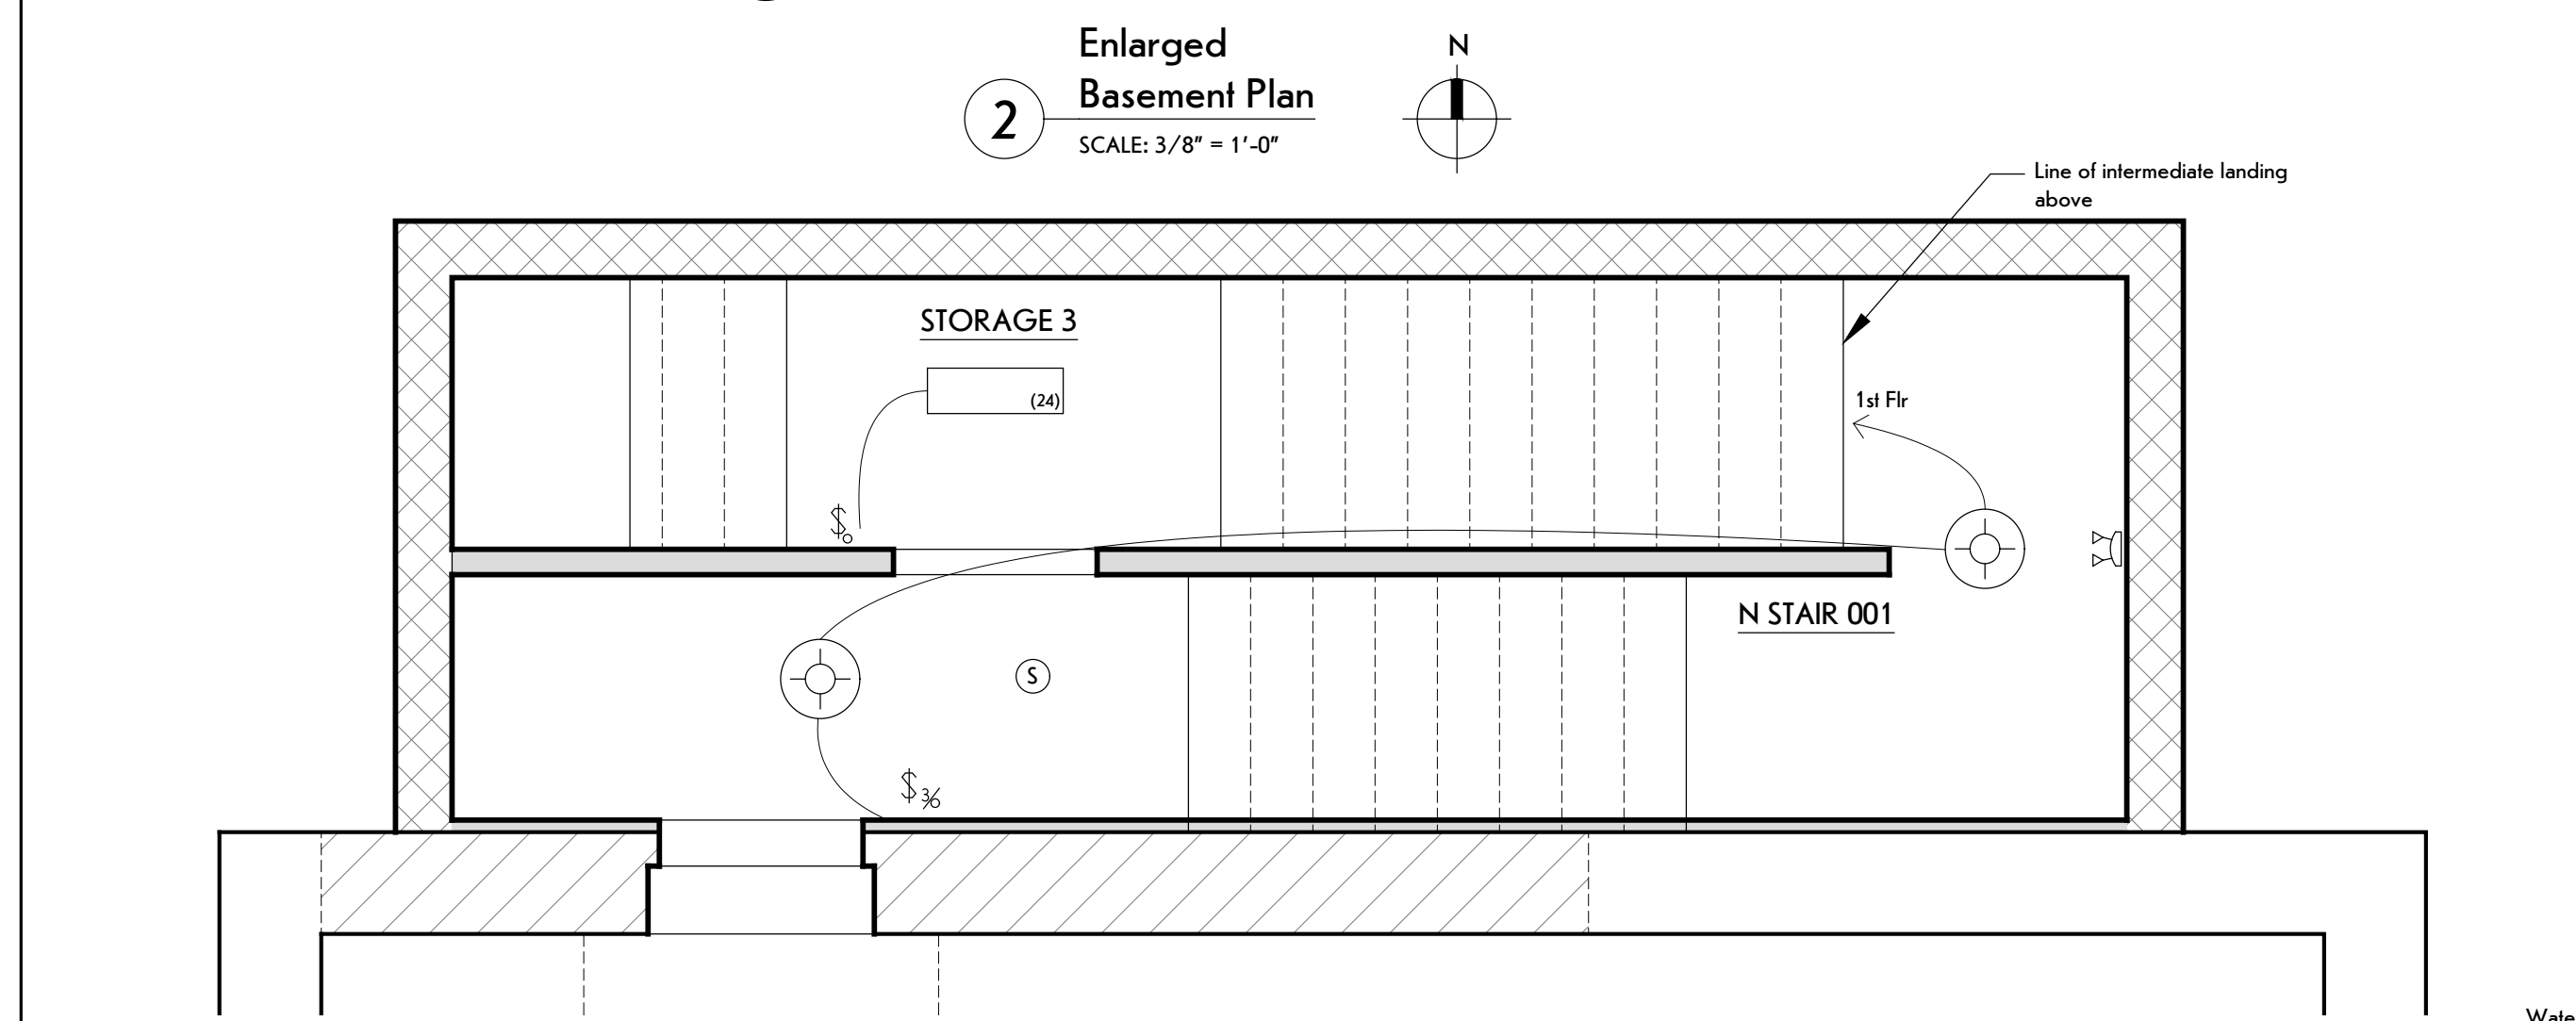 Enlarged
Basement Plan
2
SCALE: 3/8" = 1'-0"
N
Line of intermediate landing
above
STORAGE 3
(24)
1st Flr
$
N STAIR 001
S
$ 3/
Wate